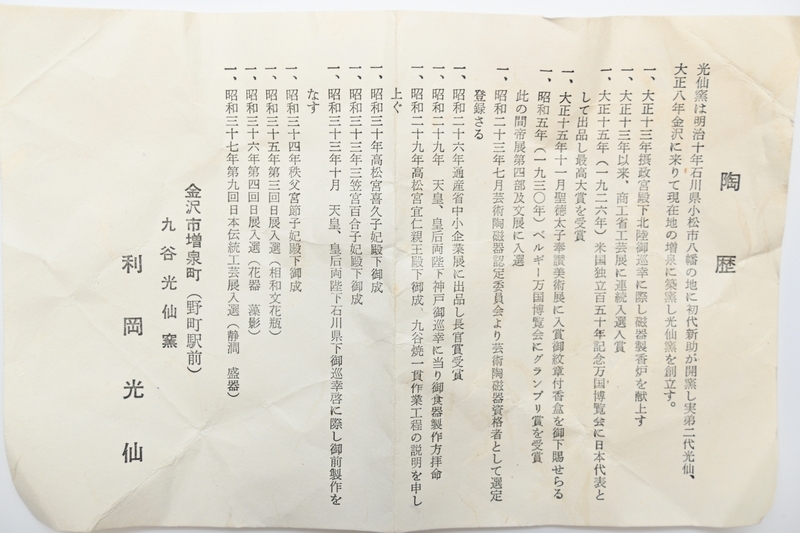 陶歴
光仙窯は明治十年石川県小松市八幡の地に初代新助が開窯し実弟二代光仙、
大正八年金沢に来りて現在地の増泉に築窯し光仙窯を創立す。
一、大正十三年摂政宮殿下北陸御巡幸に際し磁器製香炉を献上す
一、大正十三年以来、商工省工芸展に連続入選入賞
一、大正十五年（一九二六年）米国独立百五十年記念万国博覧会に日本代表と
して出品し最高大賞を受賞
一、大正十五年十一月聖徳太子奉讃美術展に入賞御紋章付香盒を御下賜せらる
一、昭和五年（一九三〇年）ベルギー万国博覧会にグランプリ賞を受賞
此の間帝展第四部及文展に入選
一、昭和二十三年七月芸術陶磁器認定委員会より芸術陶磁器資格者として選定
登録さる
一、昭和二十六年通産省中小企業展に出品し長官賞受賞
一、昭和二十九年 天皇、皇后両陛下神戸御巡幸に当り御食器製作方拝命
一、昭和二十九年高松宮宜仁親王殿下御成、九谷焼一貫作業工程の説明を申し
上ぐ
一、昭和三十年高松宮喜久子妃殿下御成
一、昭和三十三年三笠宮百合子妃殿下御成
一、昭和三十三年十月 天皇、皇后両陛下石川県下御巡幸啓に際し御前製作を
なす
一、昭和三十四年秩父宮節子妃殿下御成
一、昭和三十五年第三回日展入選（相和文花瓶）
一、昭和三十六年第四回日展入選（花器 藻影）
一、昭和三十七年第九回日本伝統工芸展入選（静澗 盛器）
金沢市増泉町（野町駅前）
九谷光仙窯
利岡光仙